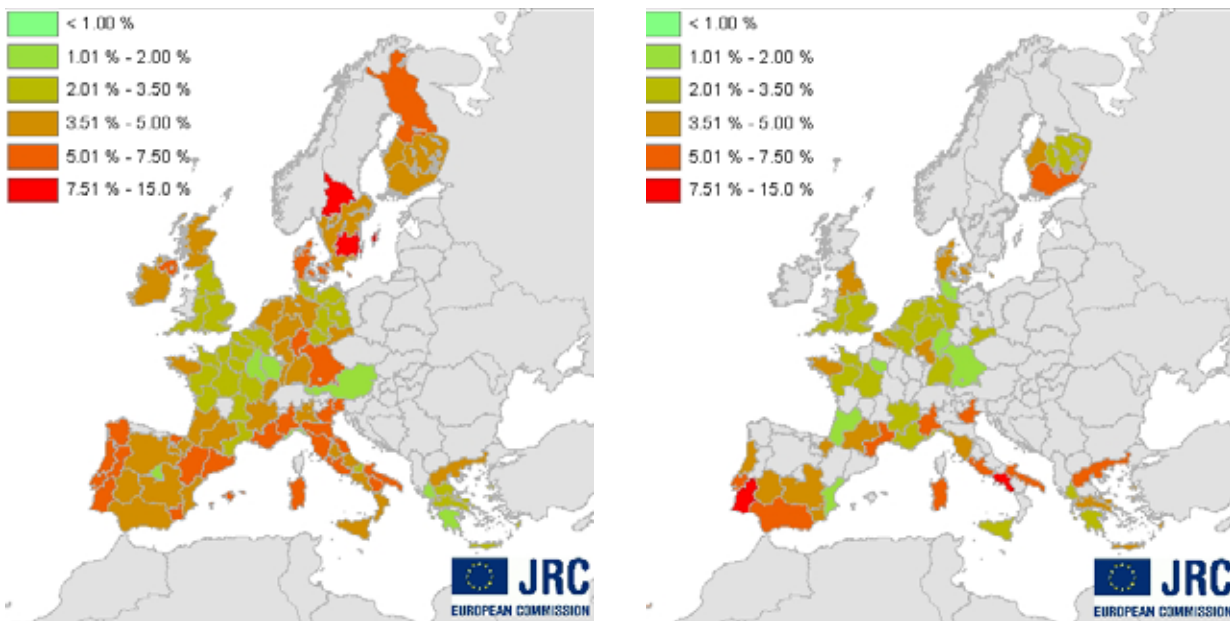 < 1.00 %
1.01 % - 2.00 %
2.01 % - 3.50 %
3.51 % - 5.00 %
5.01 % - 7.50 %
7.51 % - 15.0 %
JRC
EUROPEAN COMMISSION
< 1.00 %
1.01 % - 2.00 %
2.01 % - 3.50 %
3.51 % - 5.00 %
5.01 % - 7.50 %
7.51 % - 15.0 %
JRC
EUROPEAN COMMISSION